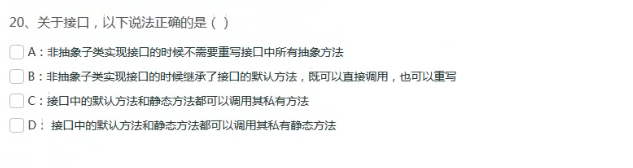 20、关于接口，以下说法正确的是（ ）
A：非抽象子类实现接口的时候不需要重写接口中所有抽象方法
B：非抽象子类实现接口的时候继承了接口的默认方法，既可以直接调用，也可以重写
C：接口中的默认方法和静态方法都可以调用其私有方法
D： 接口中的默认方法和静态方法都可以调用其私有静态方法